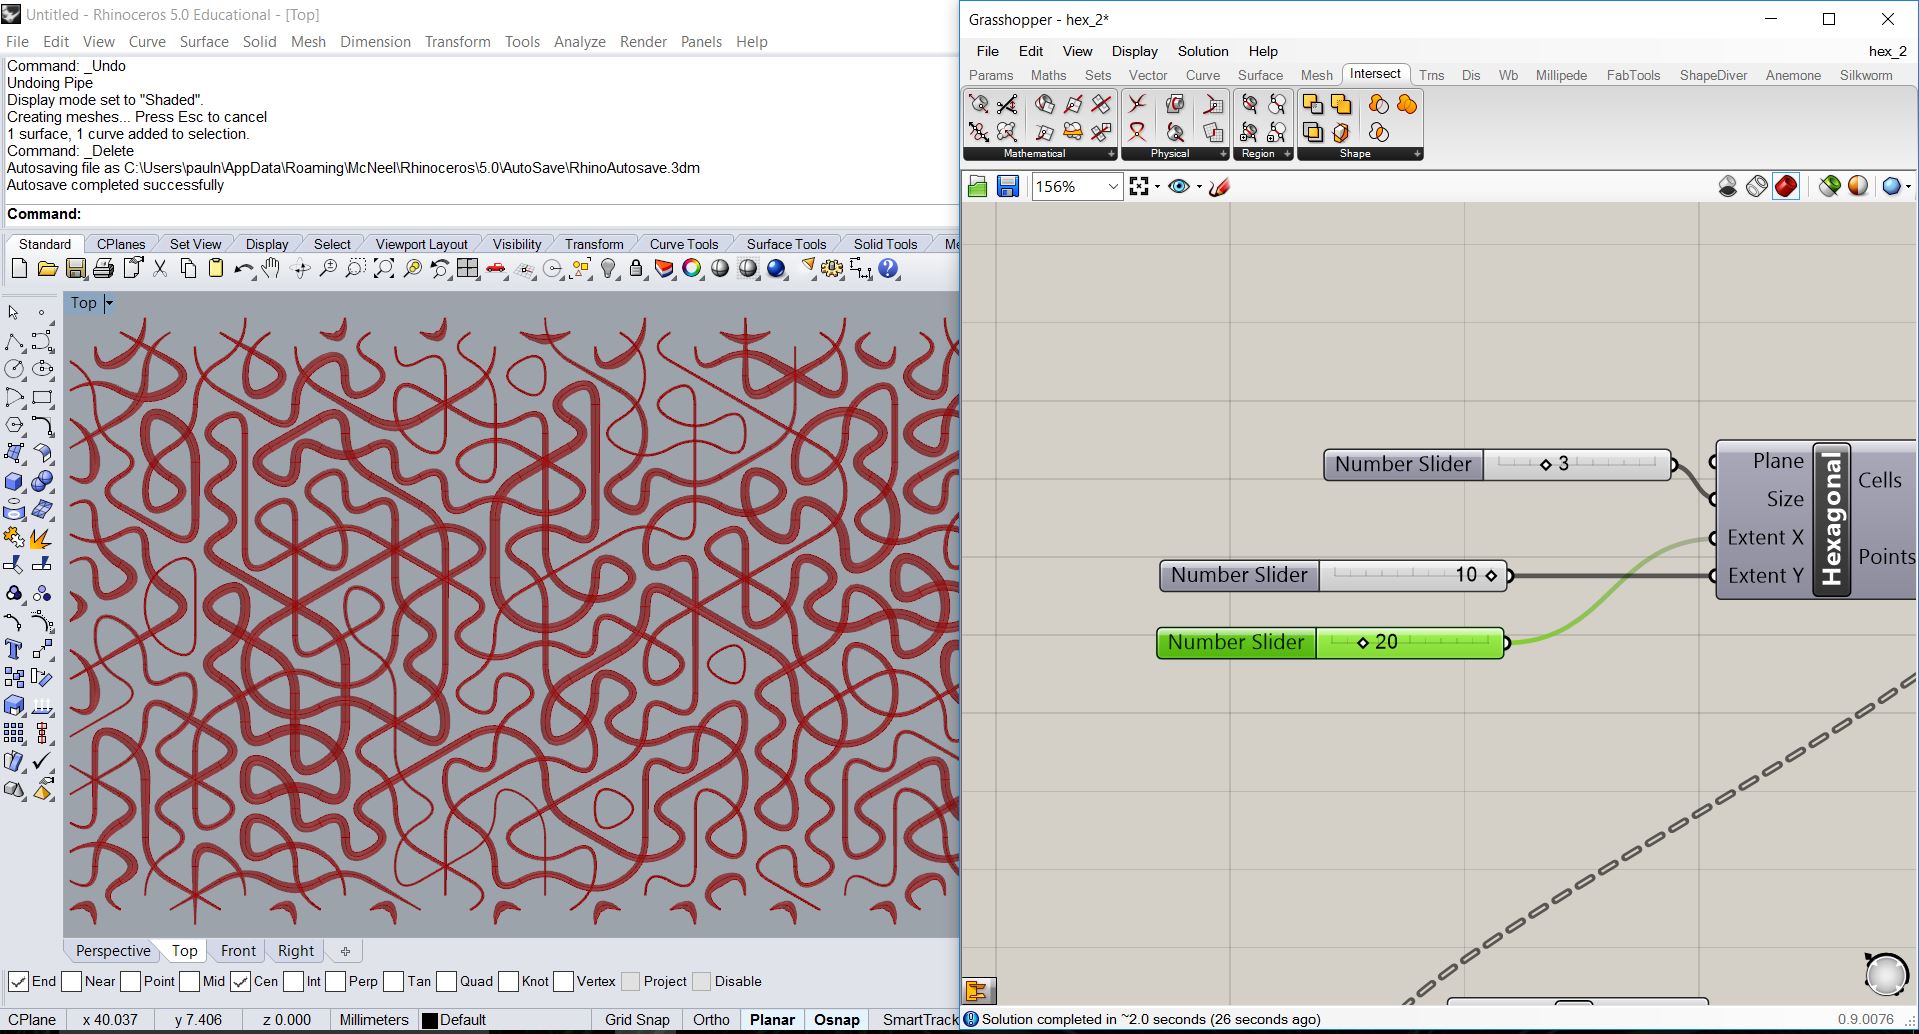 Untitled - Rhinoceros 5.0 Educational - [Top]
File Edit View Curve Surface Solid Mesh Dimension Transform Tools Analyze Render Panels Help
Command: _Undo
Undoing Pipe
Display mode set to "Shaded".
Creating meshes... Press Esc to cancel
1 surface, 1 curve added to selection.
Command: _Delete
Autosaving file as C:\Users\pauln\AppData\Roaming\McNeel\Rhinoceros\5.0\AutoSave\RhinoAutosave.3dm
Autosave completed successfully
Command:
Standard CPlanes Set View Display Select Viewport Layout Visibility Transform Curve Tools Surface Tools Solid Tools Me
Top
Perspective Top Front Right
End Near Point Mid Cen Int Perp Tan Quad Knot Vertex Project Disable
CPlane x 40.037 y 7.406 z 0.000 Millimeters Default Grid Snap Ortho Planar Osnap SmartTrack
Grasshopper - hex_2*
File Edit View Display Solution Help hex_2
Params Maths Sets Vector Curve Surface Mesh Intersect Trns Dis Wb Millipede FabTools ShapeDiver Anemone Silkworm
Mathematical Physical Region Shape
156%
Number Slider 3
Number Slider 10
Number Slider 20
Plane
Size
Extent X
Extent Y
Hexagonal
Cells
Points
Solution completed in ~2.0 seconds (26 seconds ago) 0.9.0076